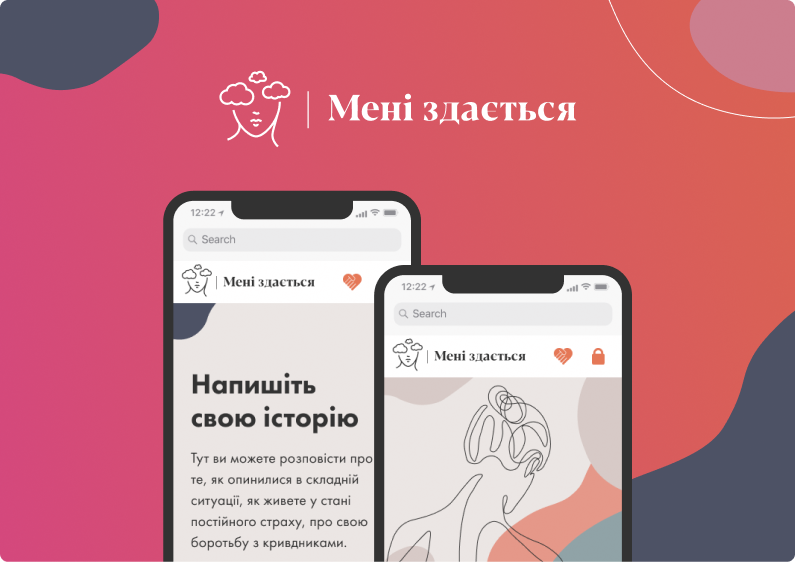 Мені здається
12:22
Search
Мені здається
Напишіть
свою історію
Тут ви можете розповісти про
те, як опинилися в складній
ситуації, як живете у стані
постійного страху, про свою
боротьбу з кривдниками.
12:22
Search
Мені здається